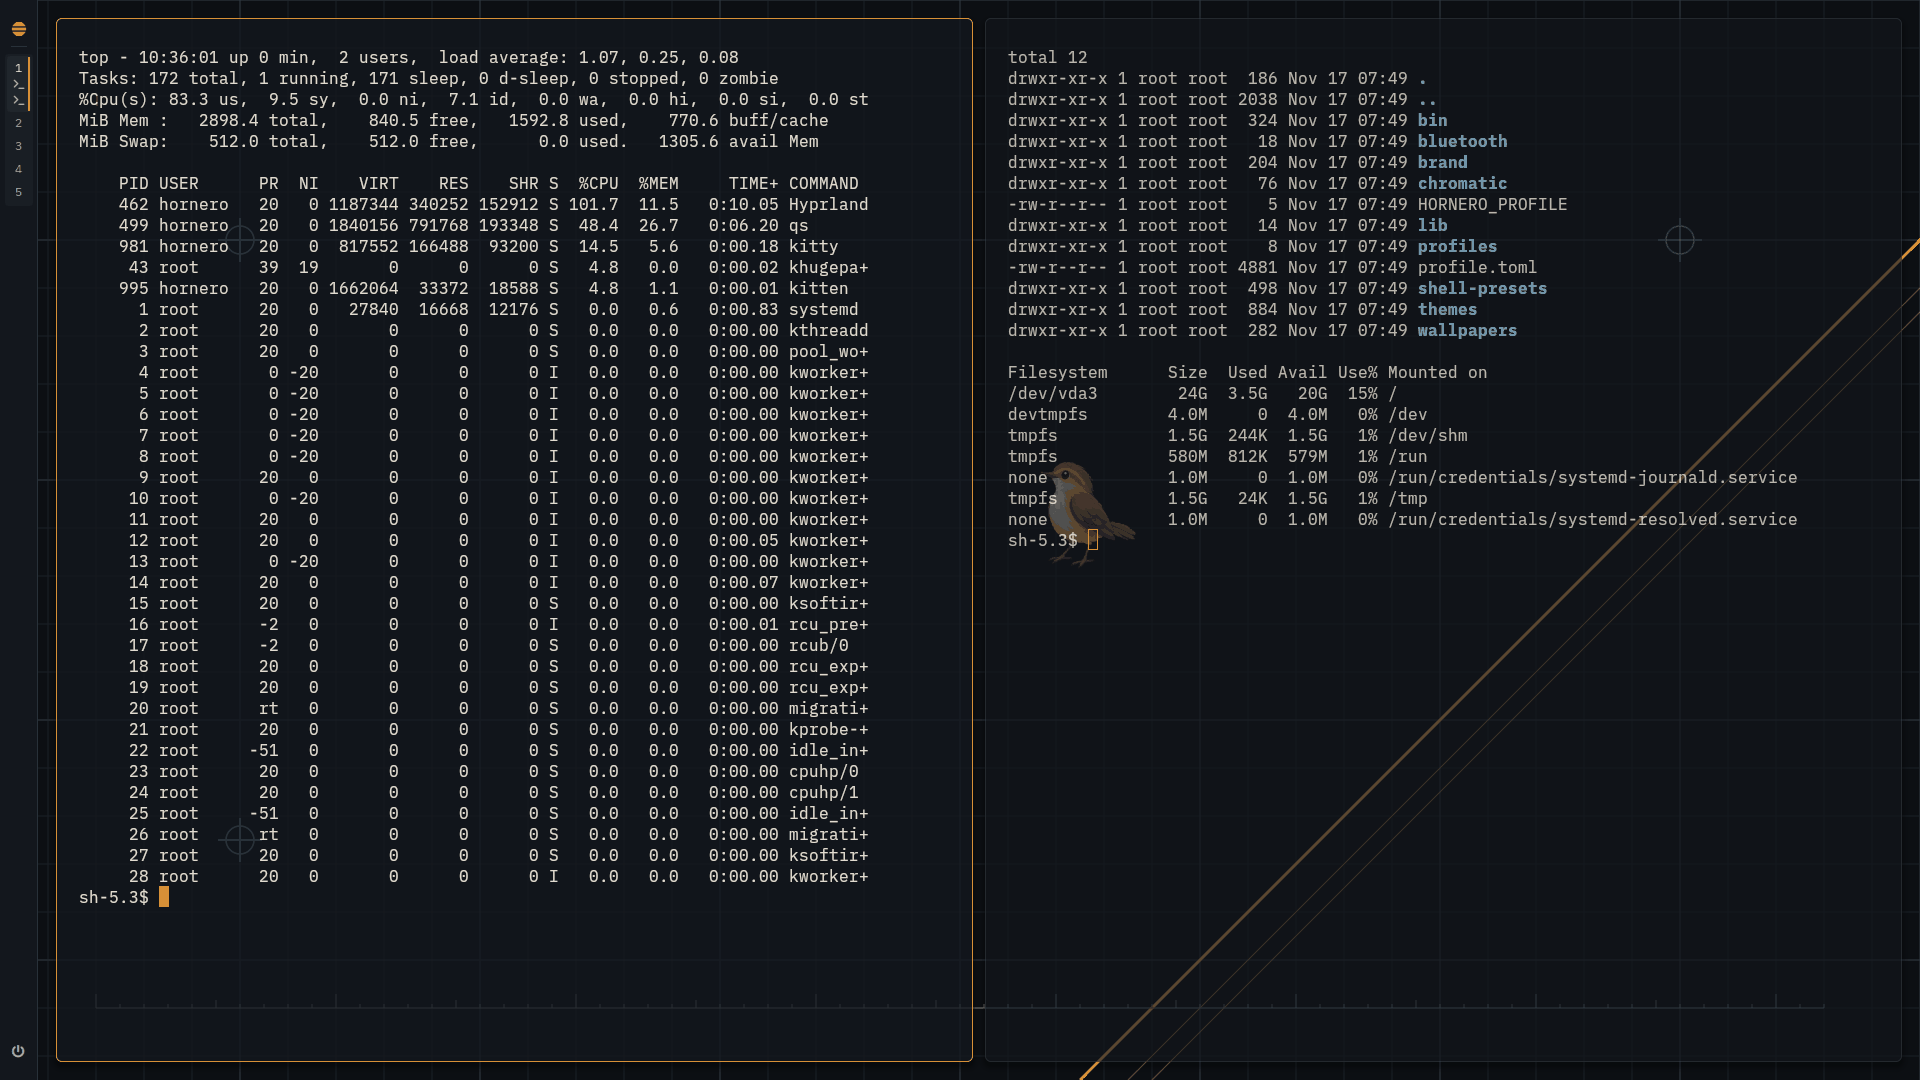 1
2
3
4
5
top - 10:36:01 up 0 min,  2 users,  load average: 1.07, 0.25, 0.08
Tasks: 172 total, 1 running, 171 sleep, 0 d-sleep, 0 stopped, 0 zombie
%Cpu(s): 83.3 us,  9.5 sy,  0.0 ni,  7.1 id,  0.0 wa,  0.0 hi,  0.0 si,  0.0 st
MiB Mem :   2898.4 total,    840.5 free,   1592.8 used,    770.6 buff/cache
MiB Swap:    512.0 total,    512.0 free,      0.0 used.   1305.6 avail Mem
PID USER      PR  NI    VIRT    RES    SHR S  %CPU  %MEM     TIME+ COMMAND
462 hornero   20   0 1187344 340252 152912 S 101.7  11.5   0:10.05 Hyprland
499 hornero   20   0 1840156 791768 193348 S  48.4  26.7   0:06.20 qs
981 hornero   20   0  817552 166488  93200 S  14.5   5.6   0:00.18 kitty
43 root      39  19       0      0      0 S   4.8   0.0   0:00.02 khugepa+
995 hornero   20   0 1662064  33372  18588 S   4.8   1.1   0:00.01 kitten
1 root      20   0   27840  16668  12176 S   0.0   0.6   0:00.83 systemd
2 root      20   0       0      0      0 S   0.0   0.0   0:00.00 kthreadd
3 root      20   0       0      0      0 S   0.0   0.0   0:00.00 pool_wo+
4 root       0 -20       0      0      0 I   0.0   0.0   0:00.00 kworker+
5 root       0 -20       0      0      0 I   0.0   0.0   0:00.00 kworker+
6 root       0 -20       0      0      0 I   0.0   0.0   0:00.00 kworker+
7 root       0 -20       0      0      0 I   0.0   0.0   0:00.00 kworker+
8 root       0 -20       0      0      0 I   0.0   0.0   0:00.00 kworker+
9 root      20   0       0      0      0 I   0.0   0.0   0:00.00 kworker+
10 root       0 -20       0      0      0 I   0.0   0.0   0:00.00 kworker+
11 root      20   0       0      0      0 I   0.0   0.0   0:00.00 kworker+
12 root      20   0       0      0      0 I   0.0   0.0   0:00.05 kworker+
13 root       0 -20       0      0      0 I   0.0   0.0   0:00.00 kworker+
14 root      20   0       0      0      0 I   0.0   0.0   0:00.07 kworker+
15 root      20   0       0      0      0 S   0.0   0.0   0:00.00 ksoftir+
16 root      -2   0       0      0      0 I   0.0   0.0   0:00.01 rcu_pre+
17 root      -2   0       0      0      0 S   0.0   0.0   0:00.00 rcub/0
18 root      20   0       0      0      0 S   0.0   0.0   0:00.00 rcu_exp+
19 root      20   0       0      0      0 S   0.0   0.0   0:00.00 rcu_exp+
20 root      rt   0       0      0      0 S   0.0   0.0   0:00.00 migrati+
21 root      20   0       0      0      0 S   0.0   0.0   0:00.00 kprobe-+
22 root     -51   0       0      0      0 S   0.0   0.0   0:00.00 idle_in+
23 root      20   0       0      0      0 S   0.0   0.0   0:00.00 cpuhp/0
24 root      20   0       0      0      0 S   0.0   0.0   0:00.00 cpuhp/1
25 root     -51   0       0      0      0 S   0.0   0.0   0:00.00 idle_in+
26 root      rt   0       0      0      0 S   0.0   0.0   0:00.00 migrati+
27 root      20   0       0      0      0 S   0.0   0.0   0:00.00 ksoftir+
28 root      20   0       0      0      0 I   0.0   0.0   0:00.00 kworker+
sh-5.3$
total 12
drwxr-xr-x 1 root root  186 Nov 17 07:49 .
drwxr-xr-x 1 root root 2038 Nov 17 07:49 ..
drwxr-xr-x 1 root root  324 Nov 17 07:49 bin
drwxr-xr-x 1 root root   18 Nov 17 07:49 bluetooth
drwxr-xr-x 1 root root  204 Nov 17 07:49 brand
drwxr-xr-x 1 root root   76 Nov 17 07:49 chromatic
-rw-r--r-- 1 root root    5 Nov 17 07:49 HORNERO_PROFILE
drwxr-xr-x 1 root root   14 Nov 17 07:49 lib
drwxr-xr-x 1 root root    8 Nov 17 07:49 profiles
-rw-r--r-- 1 root root 4881 Nov 17 07:49 profile.toml
drwxr-xr-x 1 root root  498 Nov 17 07:49 shell-presets
drwxr-xr-x 1 root root  884 Nov 17 07:49 themes
drwxr-xr-x 1 root root  282 Nov 17 07:49 wallpapers
Filesystem      Size  Used Avail Use% Mounted on
/dev/vda3        24G  3.5G   20G  15% /
devtmpfs        4.0M     0  4.0M   0% /dev
tmpfs           1.5G  244K  1.5G   1% /dev/shm
tmpfs           580M  812K  579M   1% /run
none            1.0M     0  1.0M   0% /run/credentials/systemd-journald.service
tmpfs           1.5G   24K  1.5G   1% /tmp
none            1.0M     0  1.0M   0% /run/credentials/systemd-resolved.service
sh-5.3$